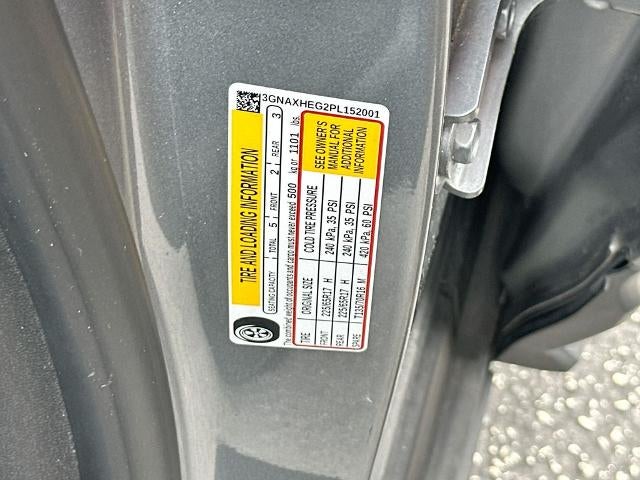 3GNAXHEG2PL152001
TIRE AND LOADING INFORMATION
SEATING CAPACITY TOTAL 5 FRONT 2 REAR 3
The combined weight of occupants and cargo must never exceed 500 kg or 1101 lbs.
TIRE ORIGINAL SIZE COLD TIRE PRESSURE
FRONT 225/65R17 H 240 kPa, 35 PSI
REAR 225/65R17 H 240 kPa, 35 PSI
SPARE T135/70R16 M 420 kPa, 60 PSI
SEE OWNER'S
MANUAL FOR
ADDITIONAL
INFORMATION